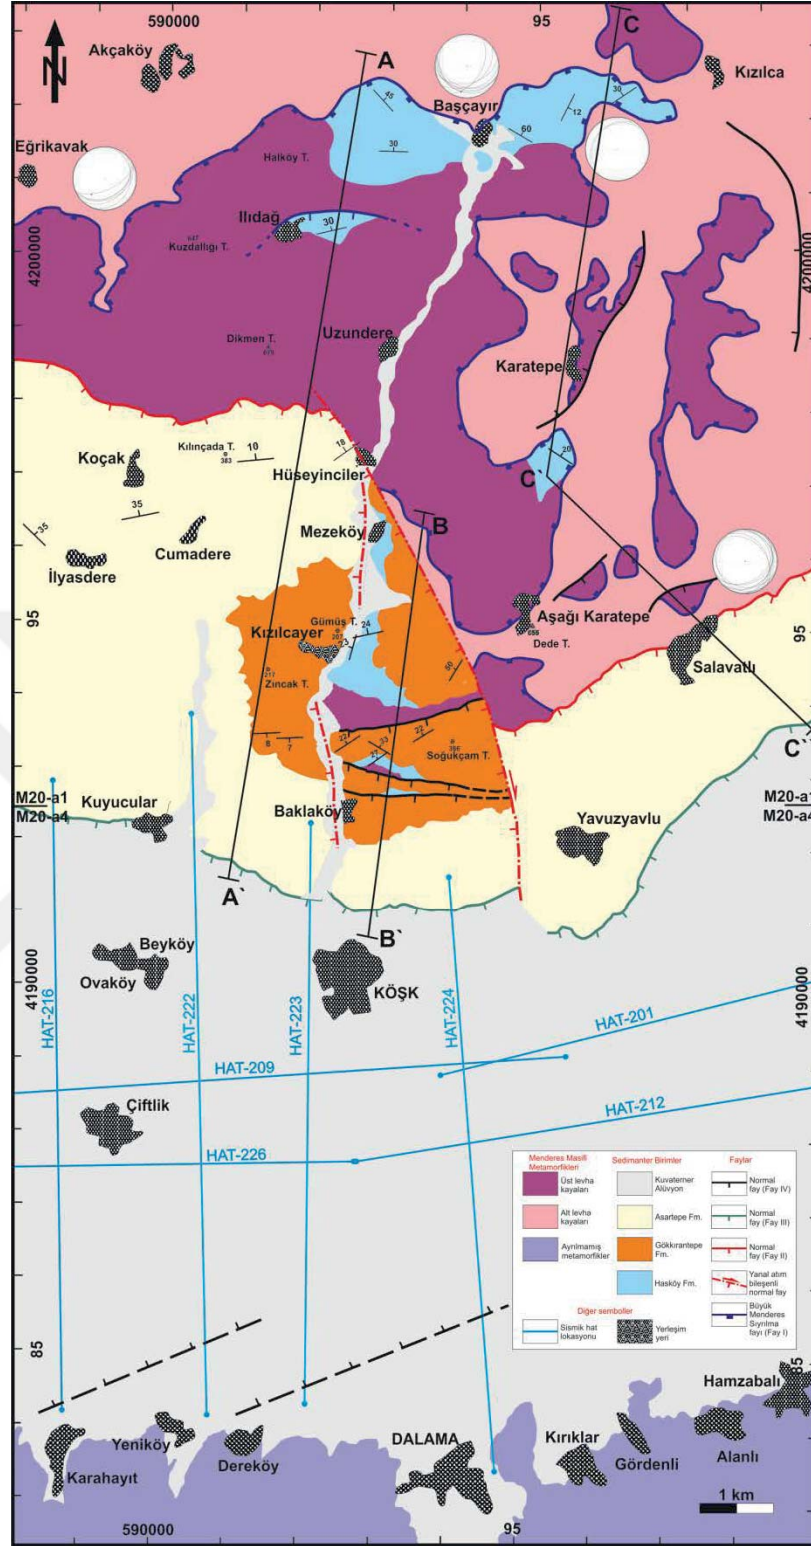 590000
95
N
Akçaköy
A
C
Kızılca
Başçayır
45
30
60
12
30
Eğrikavak
Halköy T.
Ilıdağ
30
Kuzdallığı T.
4200000
4200000
Uzundere
Dikmen T.
Karatepe
Koçak
Kılınçada T.
383
10
18
Hüseyinciler
20
C`
35
35
Cumadere
İlyasdere
Mezeköy
B
95
95
Gümüş T.
Kızılcayer
24
23
Aşağı Karatepe
Dede T.
Salavatlı
Zıncak T.
50
8
7
22
33
22
27
Soğukçam T.
C``
M20-a1
M20-a4
Kuyucular
Baklaköy
Yavuzyavlu
M20-a1
M20-a4
A`
B`
Beyköy
Ovaköy
KÖŞK
4190000
4190000
HAT-216
HAT-222
HAT-223
HAT-224
HAT-201
HAT-209
HAT-212
Çiftlik
HAT-226
Menderes Masifi
Metamorfikleri
Sedimanter Birimler
Faylar
Üst levha
kayaları
Kuvaterner
Alüvyon
Normal
fay (Fay IV)
Alt levha
kayaları
Asartepe Fm.
Normal
fay (Fay III)
Ayrılmamış
metamorfikler
Gökkırantepe
Fm.
Normal
fay (Fay II)
Hasköy Fm.
Yanal atım
bileşenli
normal fay
Diğer semboller
Sismik hat
lokasyonu
Yerleşim
yeri
Büyük
Menderes
Sıyrılma
fayı (Fay I)
85
85
Hamzabalı
Karahayıt
Yeniköy
Dereköy
DALAMA
Kırıklar
Gördenli
Alanlı
1 km
590000
95